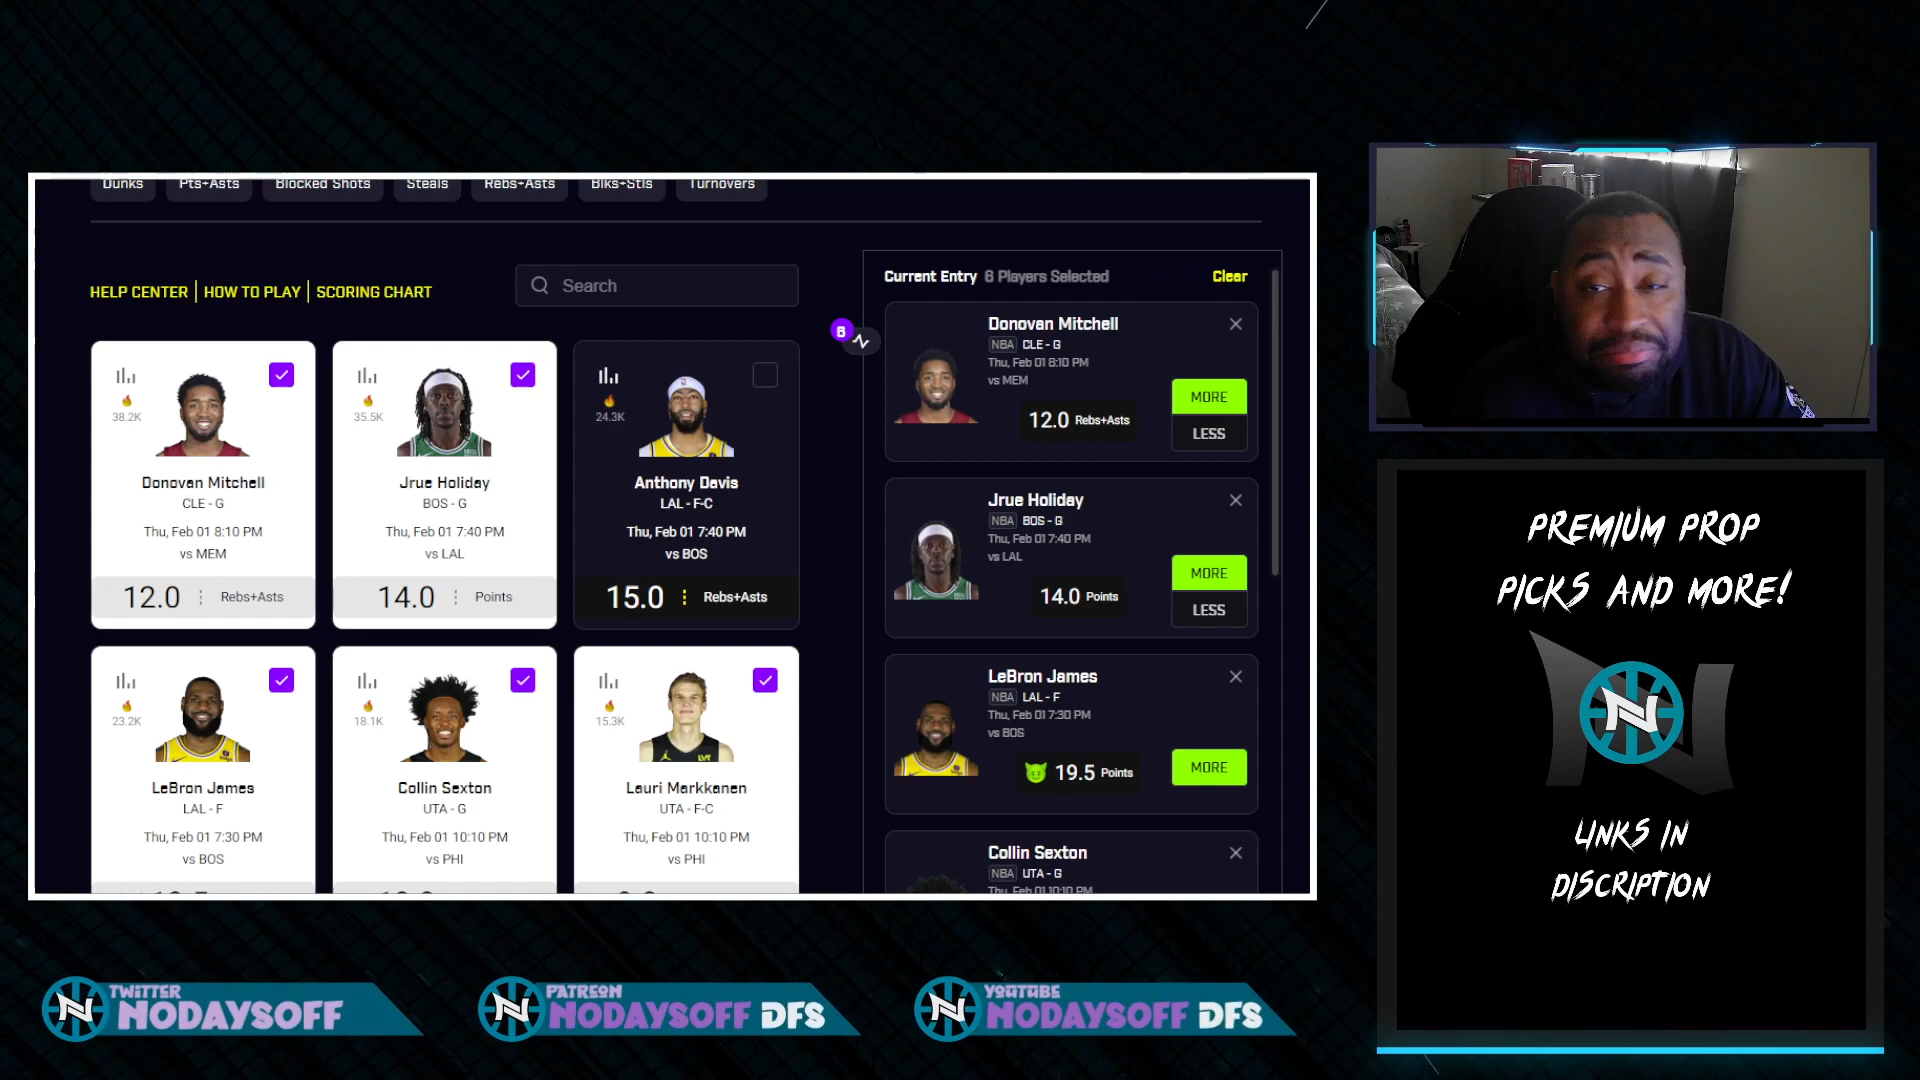 Dunks
Pts+Asts
Blocked Shots
Steals
Rebs+Asts
Blks+Stls
Turnovers
HELP CENTER | HOW TO PLAY | SCORING CHART
Search
38.2K
Donovan Mitchell
CLE - G
Thu, Feb 01 8:10 PM
vs MEM
12.0 Rebs+Asts
35.5K
Jrue Holiday
BOS - G
Thu, Feb 01 7:40 PM
vs LAL
14.0 Points
24.3K
Anthony Davis
LAL - F-C
Thu, Feb 01 7:40 PM
vs BOS
15.0 Rebs+Asts
23.2K
LeBron James
LAL - F
Thu, Feb 01 7:30 PM
vs BOS
18.1K
Collin Sexton
UTA - G
Thu, Feb 01 10:10 PM
vs PHI
15.3K
Lauri Markkanen
UTA - F-C
Thu, Feb 01 10:10 PM
vs PHI
6
N
Current Entry 6 Players Selected Clear
Donovan Mitchell
NBA CLE - G
Thu, Feb 01 8:10 PM
vs MEM
12.0 Rebs+Asts
MORE
LESS
Jrue Holiday
NBA BOS - G
Thu, Feb 01 7:40 PM
vs LAL
14.0 Points
MORE
LESS
LeBron James
NBA LAL - F
Thu, Feb 01 7:30 PM
vs BOS
19.5 Points
MORE
Collin Sexton
NBA UTA - G
Thu, Feb 01 10:10 PM
PREMIUM PROP
PICKS AND MORE!
N
LINKS IN
DISCRIPTION
N
TWITTER
NODAYSOFF
N
PATREON
NODAYSOFF DFS
N
YOUTUBE
NODAYSOFF DFS